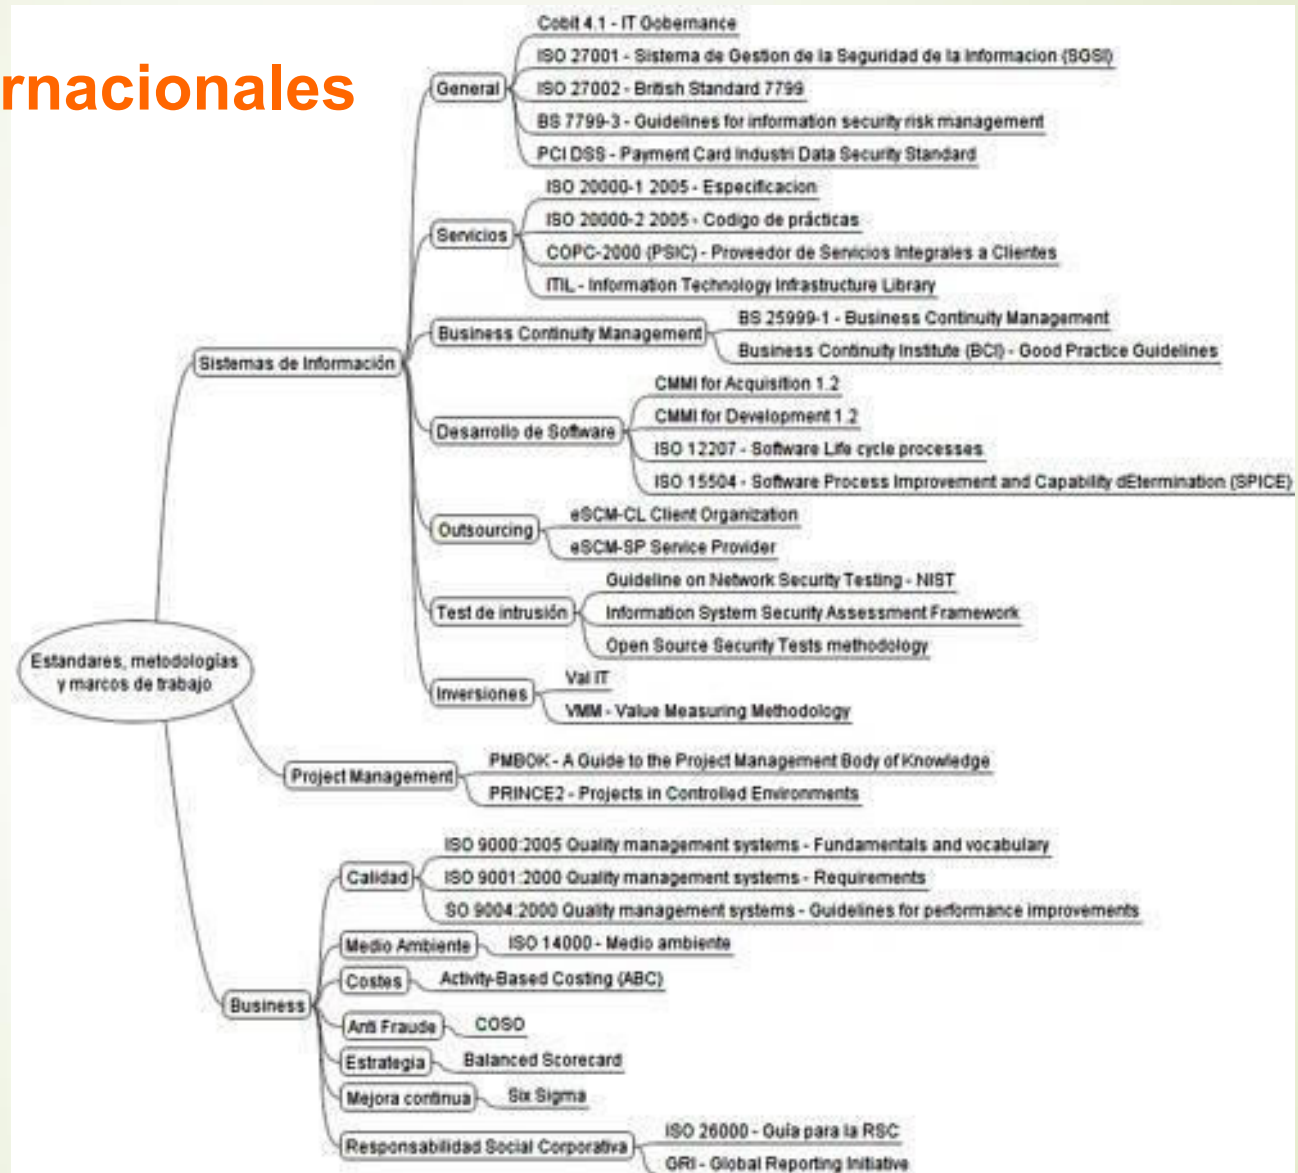 rnacionales
Cobit 4.1 - IT Gobernance
ISO 27001 - Sistema de Gestion de la Seguridad de la Informacion (SGSI)
General
ISO 27002 - British Standard 7799
BS 7799-3 - Guidelines for information security risk management
PCI DSS - Payment Card Industri Data Security Standard
ISO 20000-1 2005 - Especificacion
ISO 20000-2 2005 - Codigo de prácticas
Servicios
COPC-2000 (PSIC) - Proveedor de Servicios Integrales a Clientes
ITIL - Information Technology Infrastructure Library
BS 25999-1 - Business Continuity Management
Business Continuity Management
Business Continuity Institute (BCI) - Good Practice Guidelines
Sistemas de Información
CMMI for Acquisition 1.2
CMMI for Development 1.2
Desarrollo de Software
ISO 12207 - Software Life cycle processes
ISO 15504 - Software Process Improvement and Capability dEtermination (SPICE)
eSCM-CL Client Organization
Outsourcing
eSCM-SP Service Provider
Guideline on Network Security Testing - NIST
Test de intrusión
Information System Security Assessment Framework
Open Source Security Tests methodology
Estandares, metodologías
y marcos de trabajo
Val IT
Inversiones
VMM - Value Measuring Methodology
PMBOK - A Guide to the Project Management Body of Knowledge
Project Management
PRINCE2 - Projects in Controlled Environments
ISO 9000:2005 Quality management systems - Fundamentals and vocabulary
Calidad
ISO 9001:2000 Quality management systems - Requirements
SO 9004:2000 Quality management systems - Guidelines for performance improvements
Medio Ambiente
ISO 14000 - Medio ambiente
Costes
Activity-Based Costing (ABC)
Business
Anti Fraude
COSO
Estrategia
Balanced Scorecard
Mejora continua
Six Sigma
ISO 26000 - Guía para la RSC
Responsabilidad Social Corporativa
GRI - Global Reporting Initiative